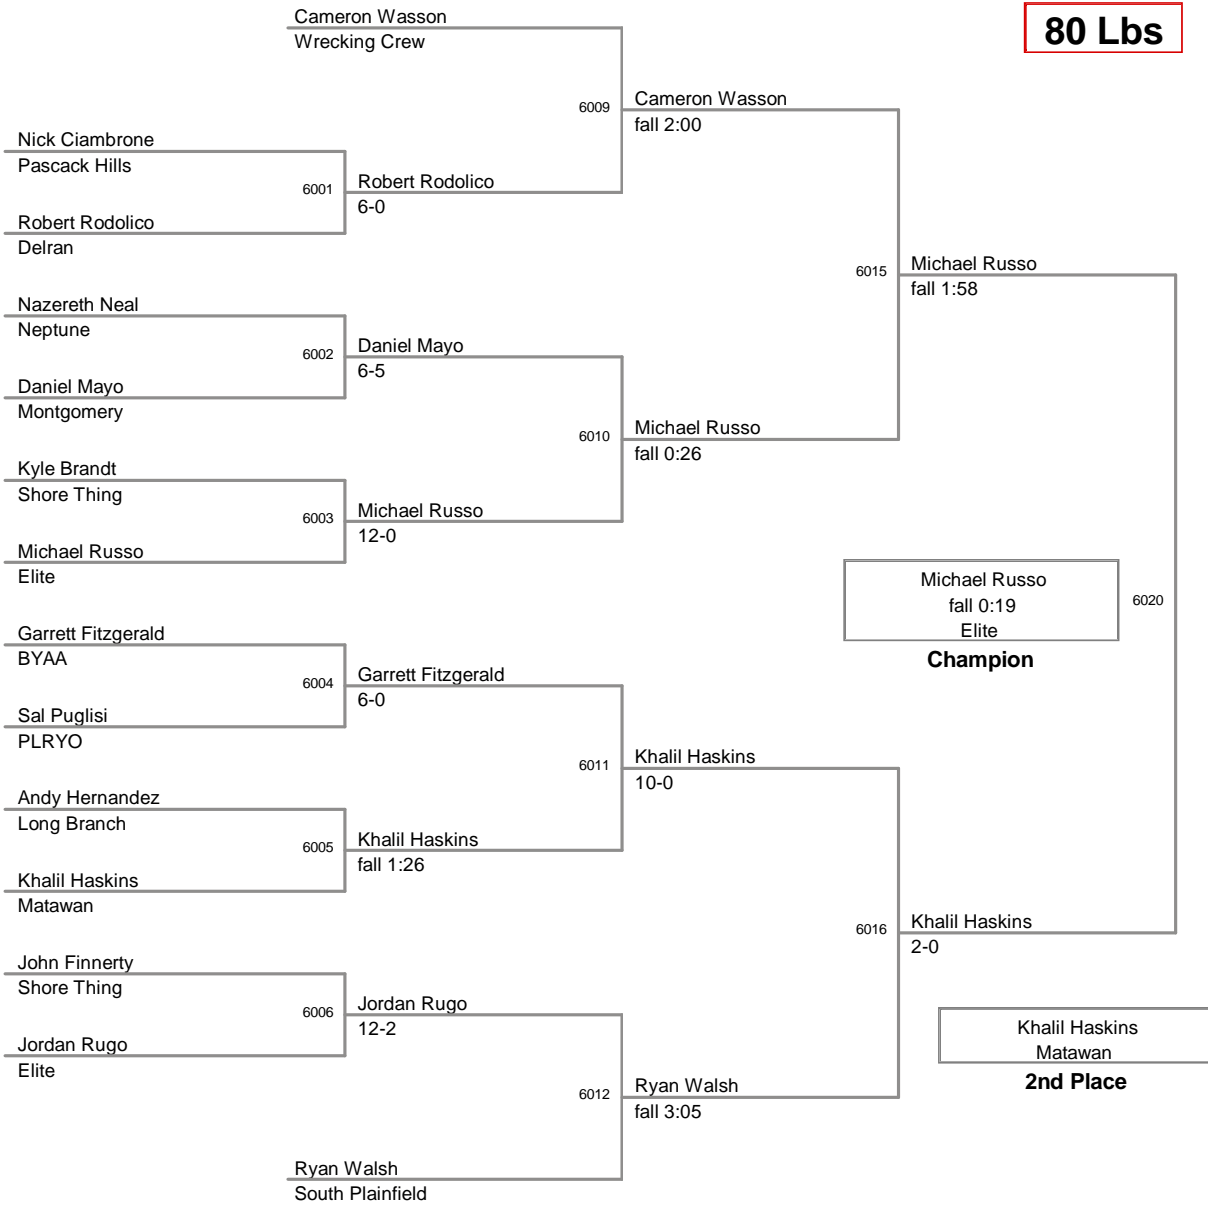 80 Lbs
Cameron Wasson
Wrecking Crew
6009
Cameron Wasson
fall 2:00
Nick Ciambrone
Pascack Hills
6001
Robert Rodolico
6-0
Robert Rodolico
Delran
6015
Michael Russo
fall 1:58
Nazereth Neal
Neptune
6002
Daniel Mayo
6-5
Daniel Mayo
Montgomery
6010
Michael Russo
fall 0:26
Kyle Brandt
Shore Thing
6003
Michael Russo
12-0
Michael Russo
Elite
Michael Russo
fall 0:19
Elite
Champion
6020
Garrett Fitzgerald
BYAA
6004
Garrett Fitzgerald
6-0
Sal Puglisi
PLRYO
6011
Khalil Haskins
10-0
Andy Hernandez
Long Branch
6005
Khalil Haskins
fall 1:26
Khalil Haskins
Matawan
6016
Khalil Haskins
2-0
John Finnerty
Shore Thing
6006
Jordan Rugo
12-2
Jordan Rugo
Elite
Khalil Haskins
Matawan
2nd Place
6012
Ryan Walsh
fall 3:05
Ryan Walsh
South Plainfield